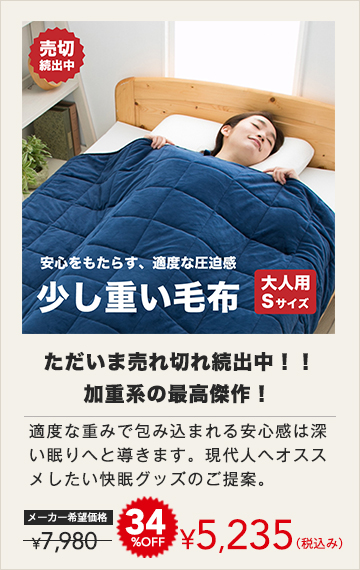 売切
続出中
安心をもたらす、適度な圧迫感
少し重い毛布
大人用
Sサイズ
ただいま売れ切れ続出中！！
加重系の最高傑作！
適度な重みで包み込まれる安心感は深
い眠りへと導きます。現代人へオスス
メしたい快眠グッズのご提案。
メーカー希望価格
¥7,980
34
%OFF
¥5,235(税込み)